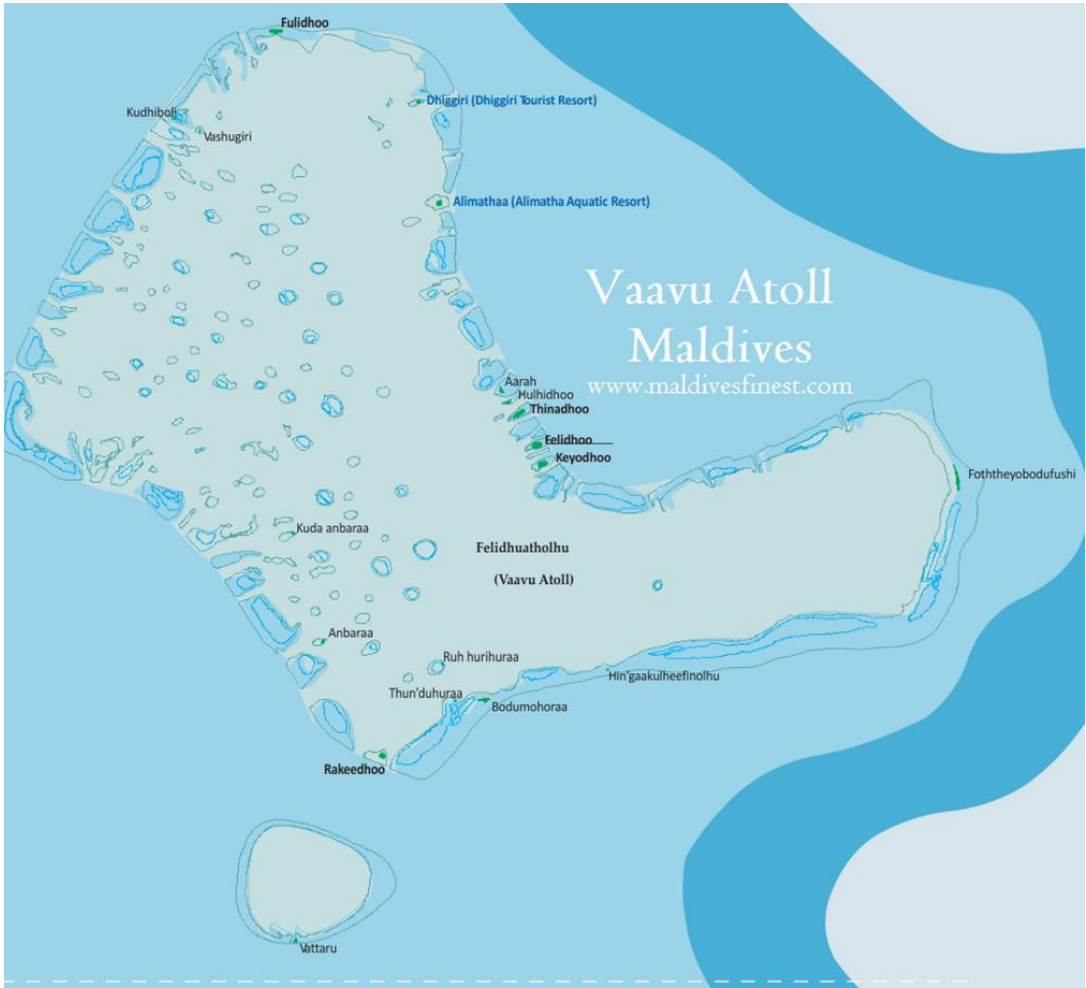 Fulidhoo
Dhiggiri (Dhiggiri Tourist Resort)
Kudhiboli
Vashugiri
Alimathaa (Alimatha Aquatic Resort)
Vaavu Atoll
Maldives
www.maldivesfinest.com
Aarah
Hulhidhoo
Thinadhoo
Felidhoo
Keyodhoo
Foththeyobodufushi
Kuda anbaraa
Felidhuatholhu
(Vaavu Atoll)
Anbaraa
Ruh hurihuraa
Hin'gaakulheefinolhu
Thun'duhuraa
Bodumohoraa
Rakeedhoo
Vattaru